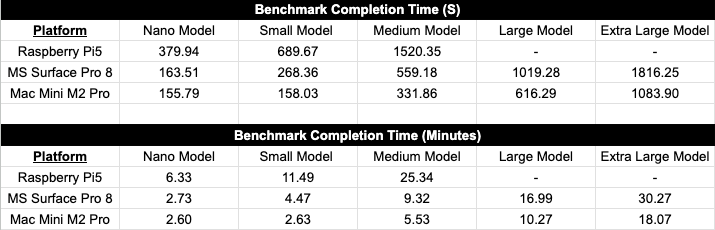 Benchmark Completion Time (S)
Platform Nano Model Small Model Medium Model Large Model Extra Large Model
Raspberry Pi5 379.94 689.67 1520.35 - -
MS Surface Pro 8 163.51 268.36 559.18 1019.28 1816.25
Mac Mini M2 Pro 155.79 158.03 331.86 616.29 1083.90
Benchmark Completion Time (Minutes)
Platform Nano Model Small Model Medium Model Large Model Extra Large Model
Raspberry Pi5 6.33 11.49 25.34 - -
MS Surface Pro 8 2.73 4.47 9.32 16.99 30.27
Mac Mini M2 Pro 2.60 2.63 5.53 10.27 18.07